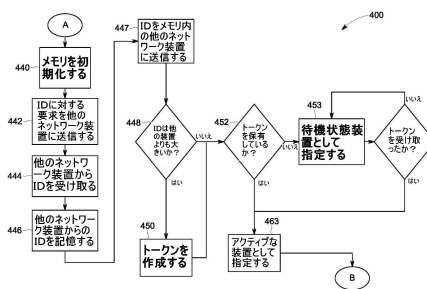 A
400
440
メモリを初
期化する
442
IDに対する
要求を他の
ネットワーク装
置に送信する
444
他のネットワ
ーク装置から
IDを受け取る
446
他のネットワー
ク装置からの
IDを記憶する
447
IDをメモリ内
の他のネット
ワーク装置
に送信する
448
IDは他
の装置
よりも大
きいか?
いいえ
はい
450
トークンを
作成する
452
トークン
を保有
しているか?
いいえ
はい
453
待機状態装
置として
指定する
いいえ
トークン
を受け取
ったか?
はい
463
アクティブな
装置として
指定する
B